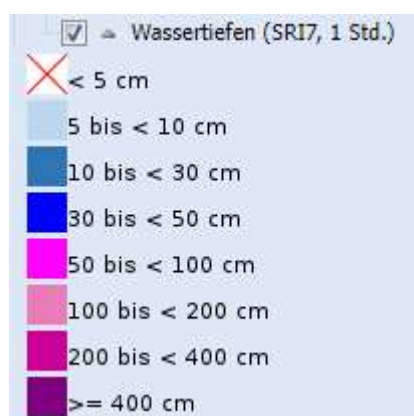 Wassertiefen (SRI7, 1 Std.)
< 5 cm
5 bis < 10 cm
10 bis < 30 cm
30 bis < 50 cm
50 bis < 100 cm
100 bis < 200 cm
200 bis < 400 cm
>= 400 cm